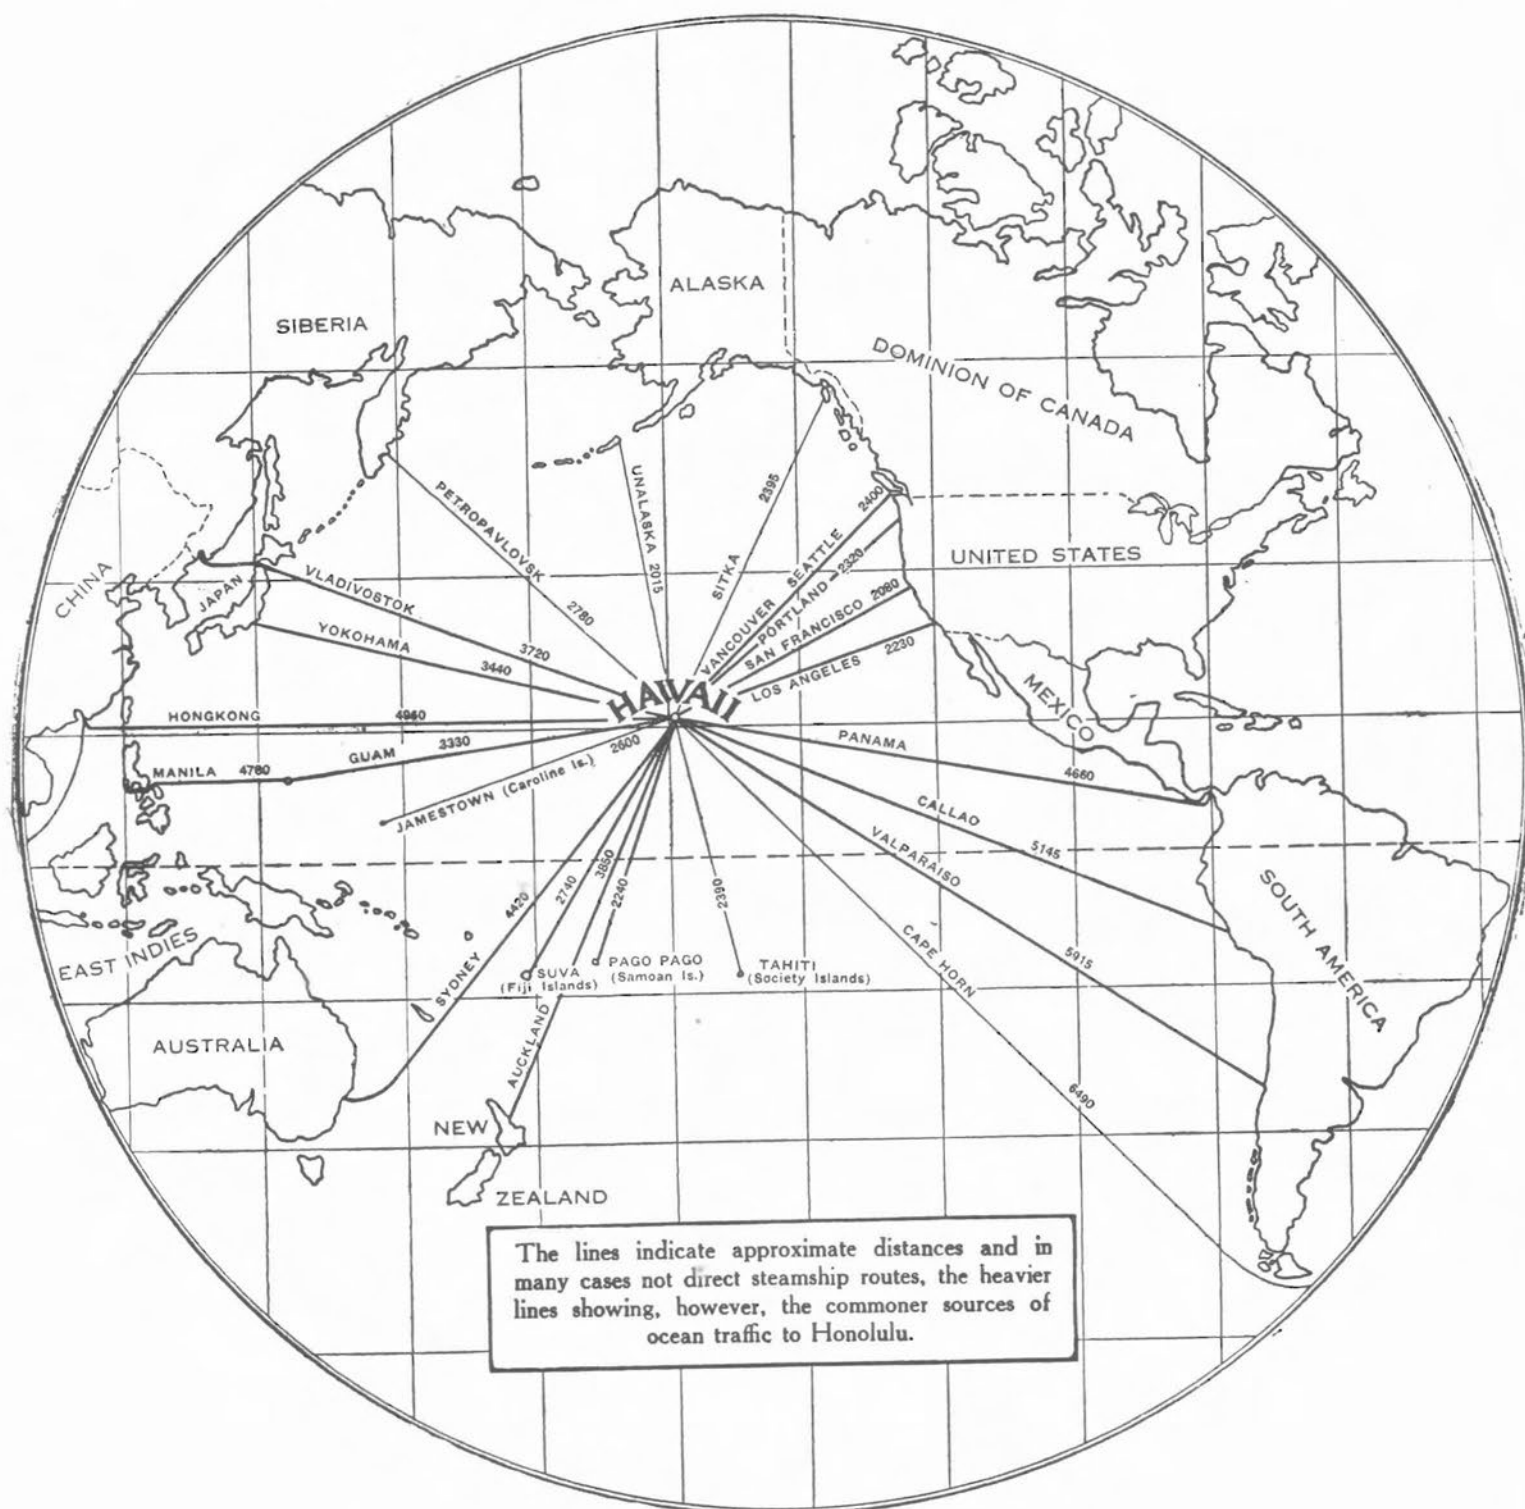 ALASKA
SIBERIA
DOMINION OF CANADA
UNITED STATES
CHINA
JAPAN
MEXICO
SOUTH AMERICA
EAST INDIES
AUSTRALIA
NEW
ZEALAND
HAWAII
PETROPAVLOVSK 2780
UNALASKA 2015
SITKA 2395
VANCOUVER SEATTLE 2400
PORTLAND 2320
SAN FRANCISCO 2080
LOS ANGELES 2230
VLADIVOSTOK 3720
YOKOHAMA 3440
HONGKONG
GUAM 3330
MANILA 4780
JAMESTOWN (Caroline Is.) 2600
PANAMA 4660
CALLAO 5145
VALPARAISO 5915
CAPE HORN 6490
SYDNEY 4420
2740
SUVA
(Fiji Islands)
AUCKLAND 3850
2240
PAGO PAGO
(Samoan Is.)
2390
TAHITI
(Society Islands)
The lines indicate approximate distances and in
many cases not direct steamship routes, the heavier
lines showing, however, the commoner sources of
ocean traffic to Honolulu.